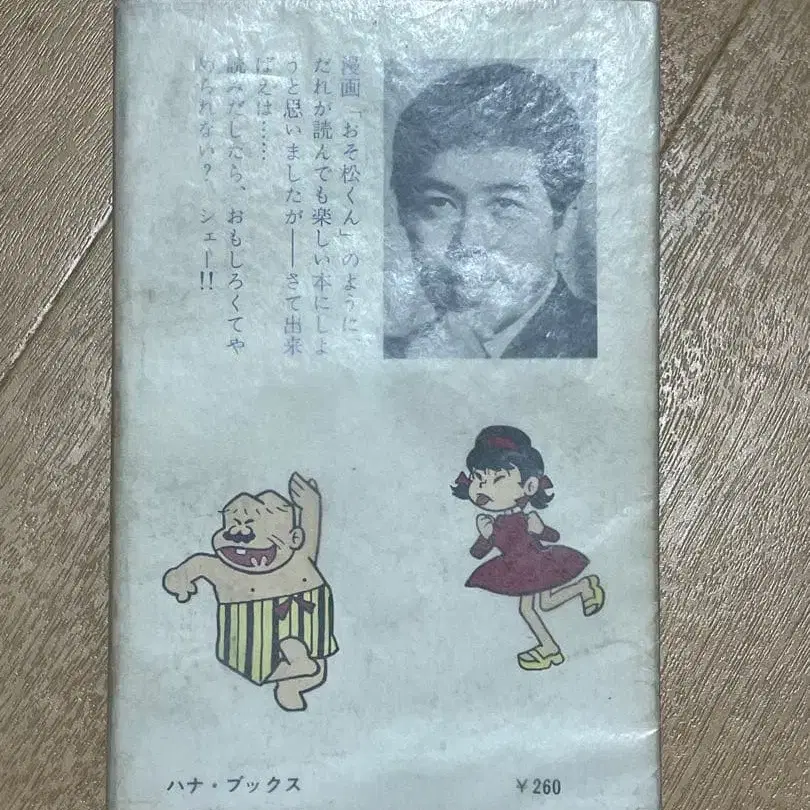 漫画「おそ松くん」のように、
だれが読んでも楽しい本にしよ
うと思いましたが――さて出来
ばえは……
読みだしたら、おもしろくてや
められない？　シェー!!
ハナ・ブックス
￥260